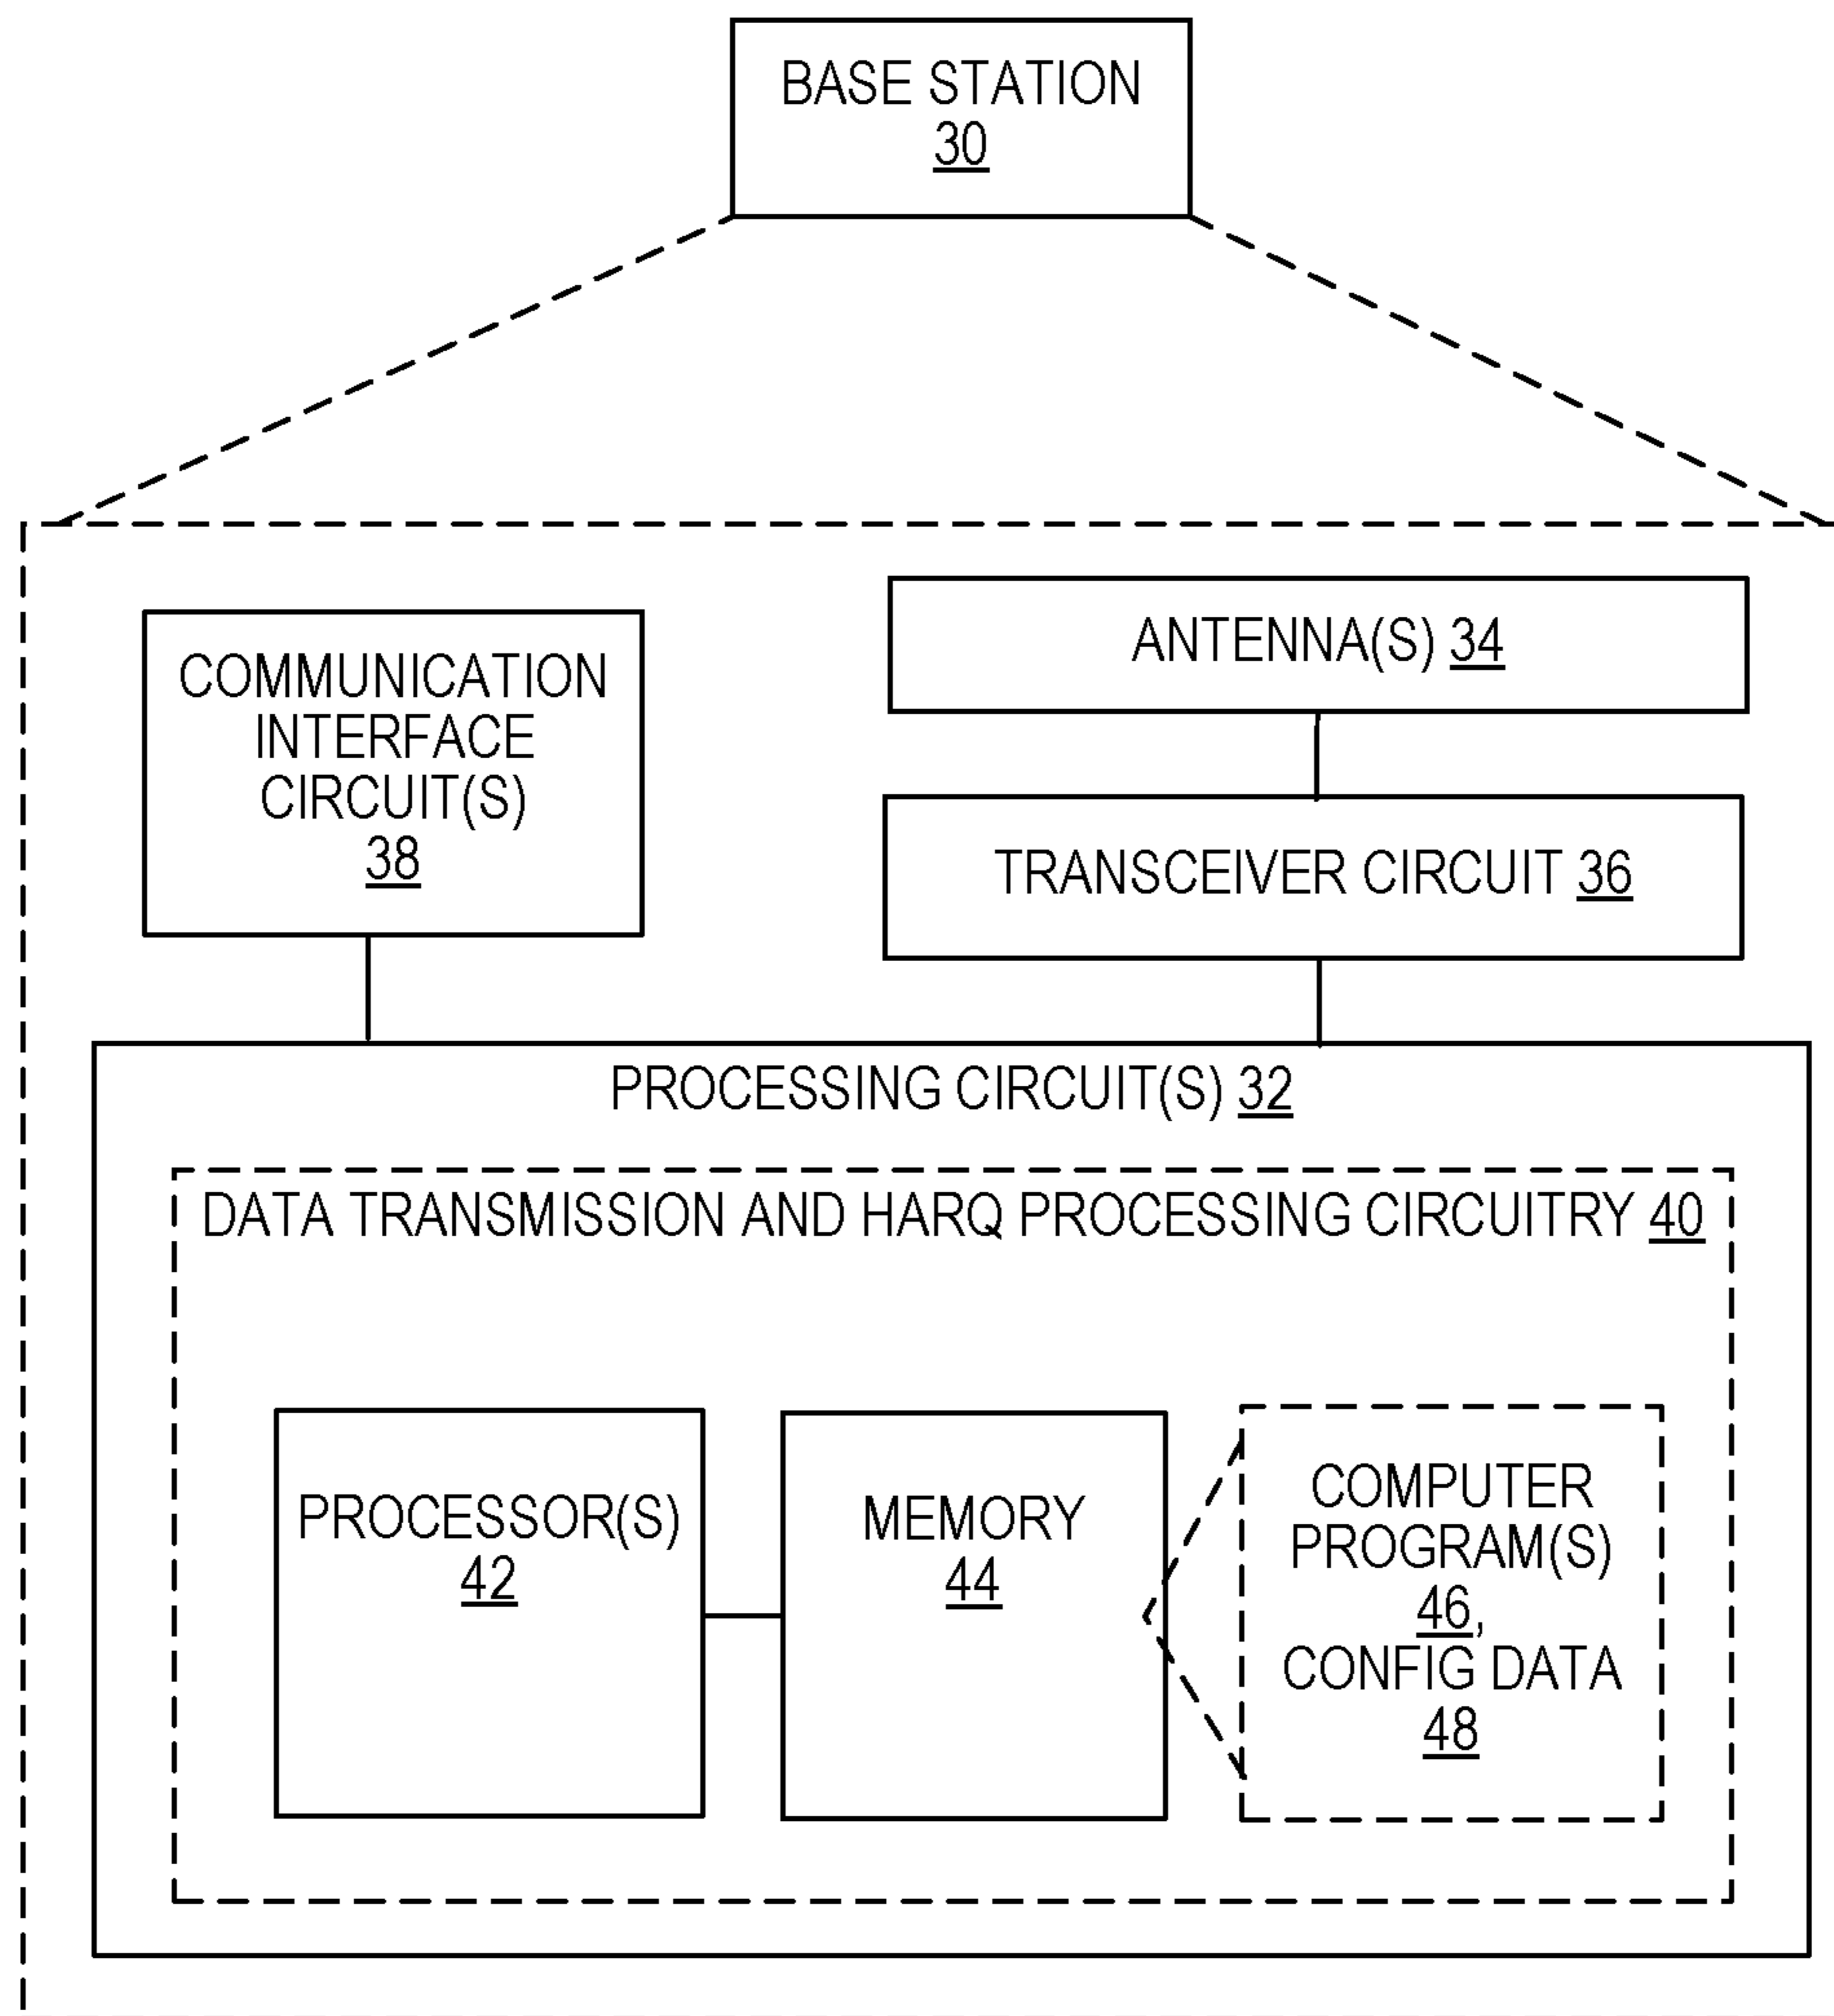 BASE STATION
30
COMMUNICATION
INTERFACE
CIRCUIT(S)
38
ANTENNA(S) 34
TRANSCEIVER CIRCUIT 36
PROCESSING CIRCUIT(S) 32
DATA TRANSMISSION AND HARQ PROCESSING CIRCUITRY 40
PROCESSOR(S)
42
MEMORY
44
COMPUTER
PROGRAM(S)
46,
CONFIG DATA
48